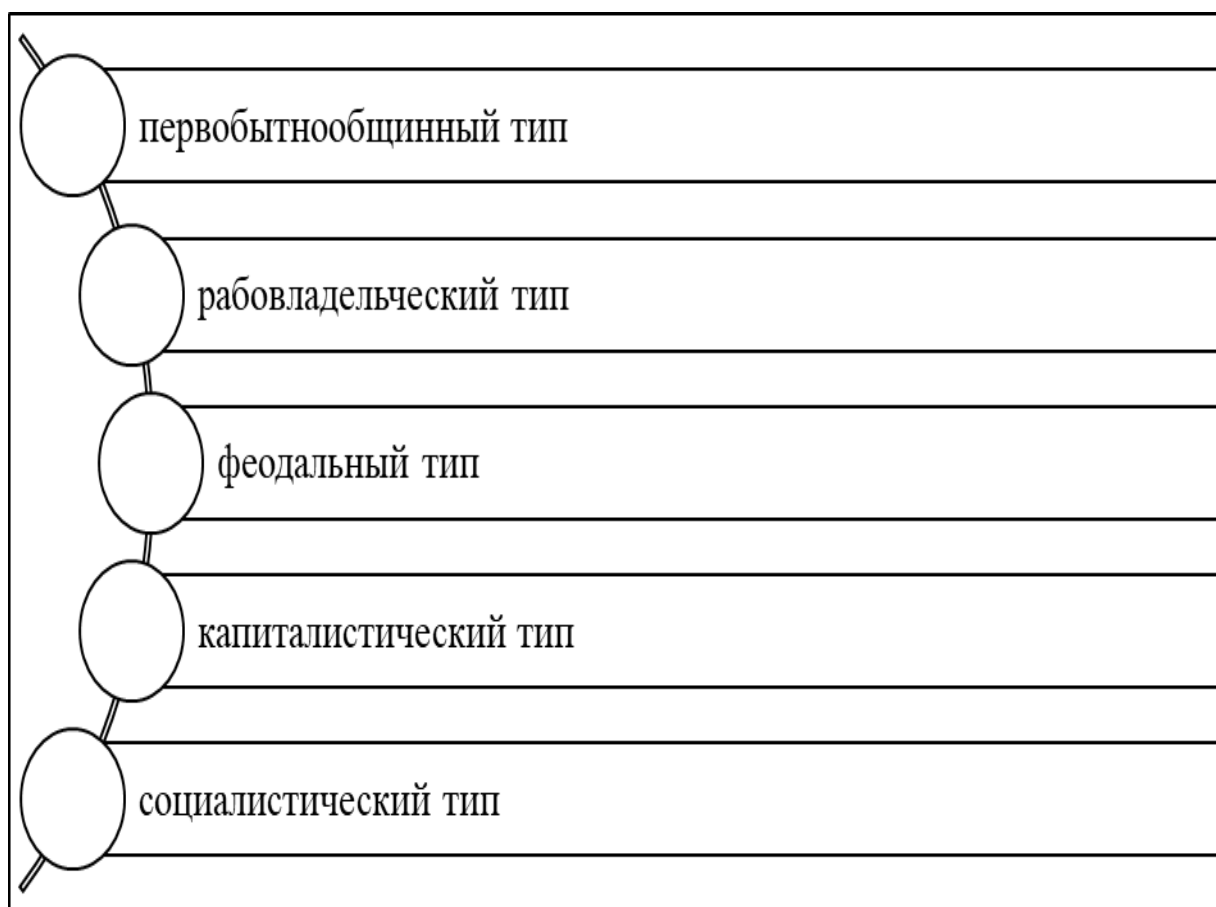 первобытнообщинный тип
рабовладельческий тип
феодальный тип
капиталистический тип
социалистический тип